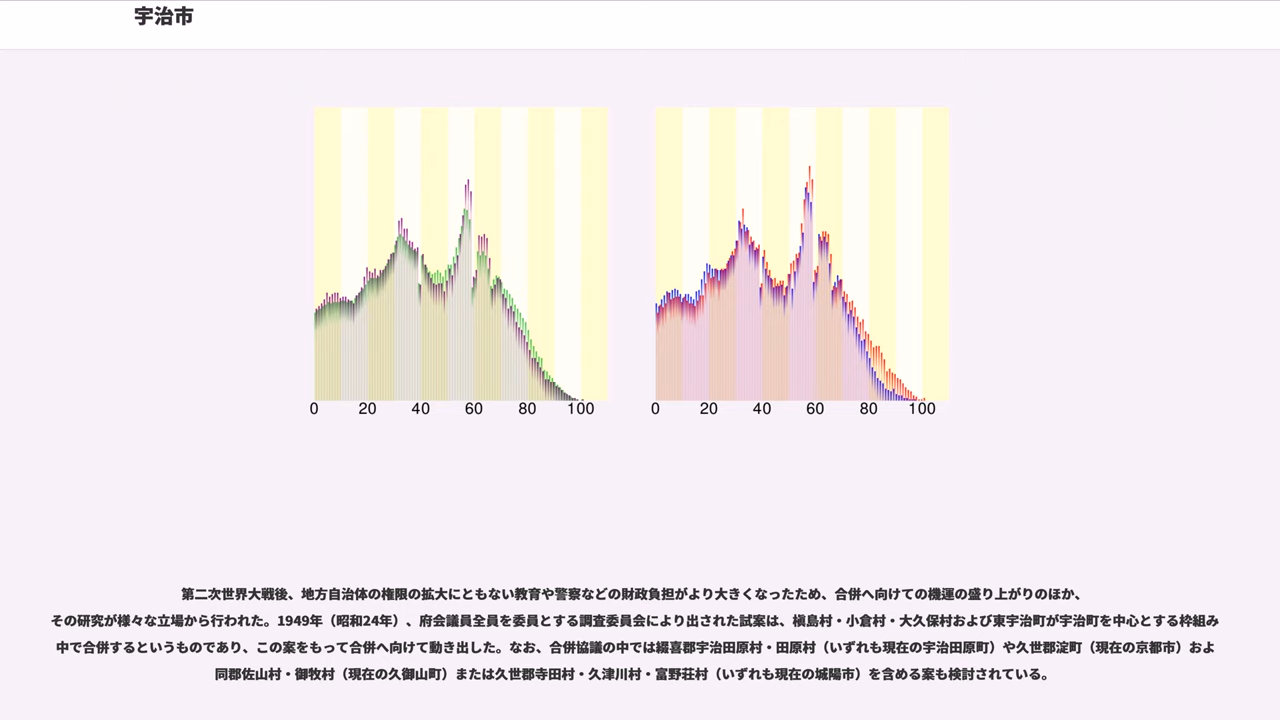 宇治市
0 20 40 60 80 100
0 20 40 60 80 100
第二次世界大戦後、地方自治体の権限の拡大にともない教育や警察などの財政負担がより大きくなったため、合併へ向けての機運の盛り上がりのほか、
その研究が様々な立場から行われた。1949年（昭和24年）、府会議員全員を委員とする調査委員会により出された試案は、槇島村・小倉村・大久保村および東宇治町が宇治町を中心とする枠組み
中で合併するというものであり、この案をもって合併へ向けて動き出した。なお、合併協議の中では綴喜郡宇治田原村・田原村（いずれも現在の宇治田原町）や久世郡淀町（現在の京都市）およ
同郡佐山村・御牧村（現在の久御山町）または久世郡寺田村・久津川村・富野荘村（いずれも現在の城陽市）を含める案も検討されている。